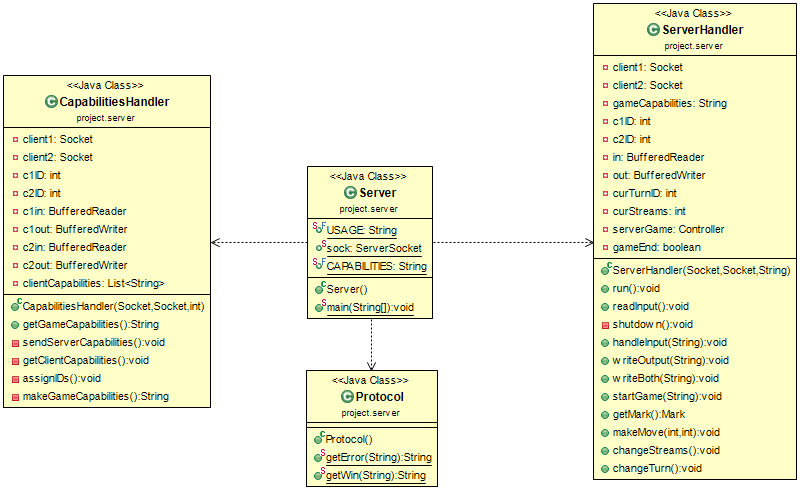 <<Java Class>>
CapabilitiesHandler
project.server
client1: Socket
client2: Socket
c1ID: int
c2ID: int
c1in: BufferedReader
c1out: BufferedWriter
c2in: BufferedReader
c2out: BufferedWriter
clientCapabilities: List<String>
CapabilitiesHandler(Socket,Socket,int)
getGameCapabilities():String
sendServerCapabilities():void
getClientCapabilities():void
assignIDs():void
makeGameCapabilities():String
<<Java Class>>
Server
project.server
USAGE: String
sock: ServerSocket
CAPABILITIES: String
Server()
main(String[]):void
<<Java Class>>
Protocol
project.server
Protocol()
getError(String):String
getWin(String):String
<<Java Class>>
ServerHandler
project.server
client1: Socket
client2: Socket
gameCapabilities: String
c1ID: int
c2ID: int
in: BufferedReader
out: BufferedWriter
curTurnID: int
curStreams: int
serverGame: Controller
gameEnd: boolean
ServerHandler(Socket,Socket,String)
run():void
readInput():void
shutdown():void
handleInput(String):void
writeOutput(String):void
writeBoth(String):void
startGame(String):void
getMark():Mark
makeMove(int,int):void
changeStreams():void
changeTurn():void